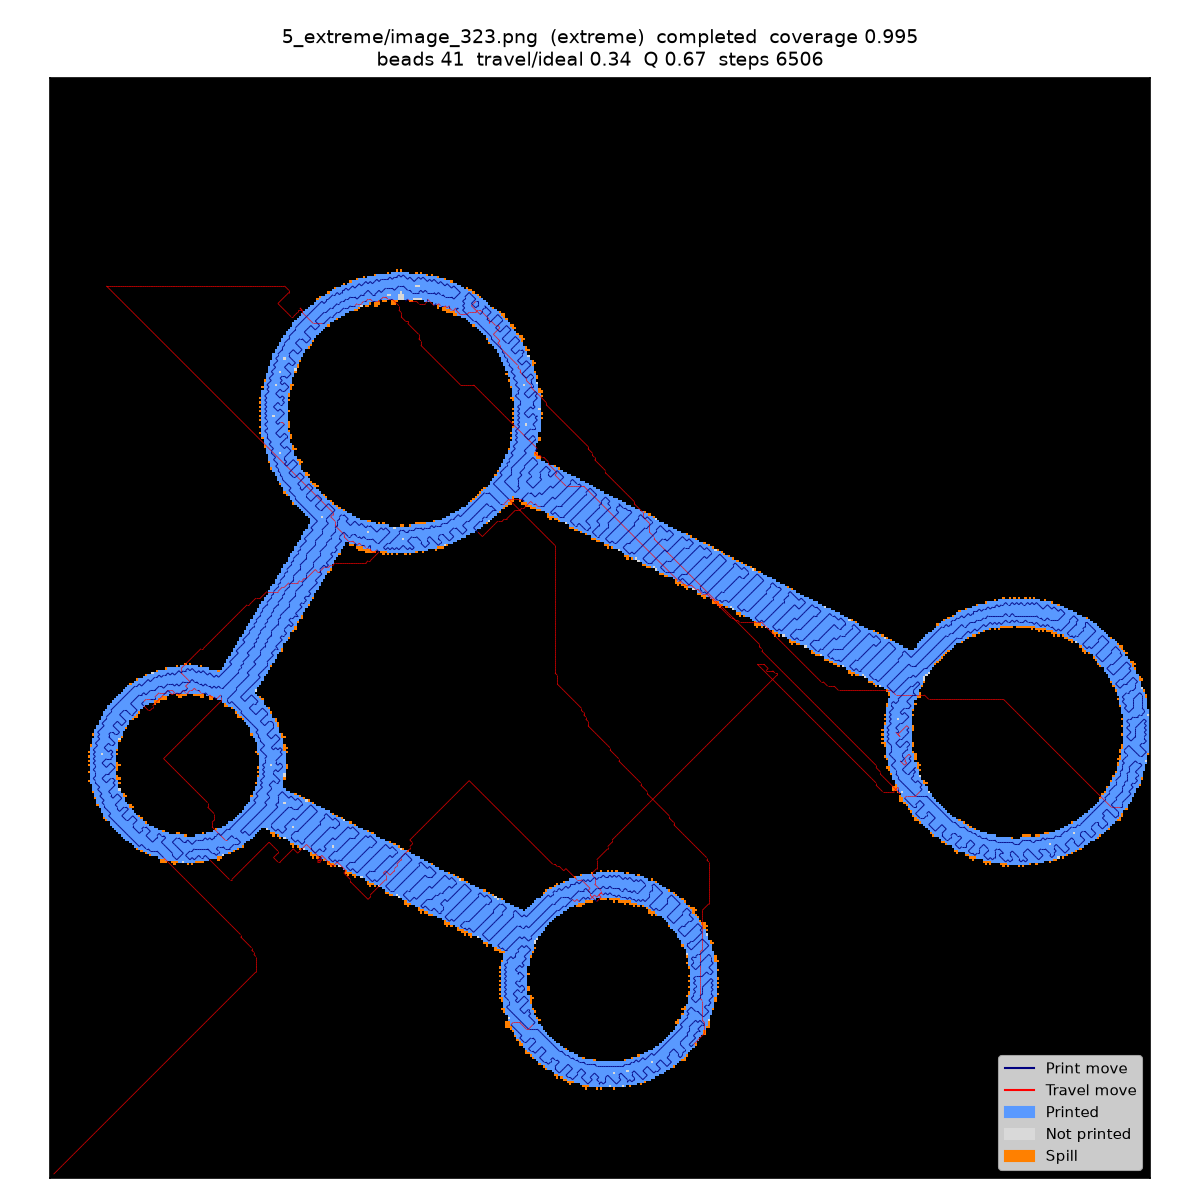 5_extreme/image_323.png  (extreme)  completed  coverage 0.995
beads 41  travel/ideal 0.34  Q 0.67  steps 6506
Print move
Travel move
Printed
Not printed
Spill